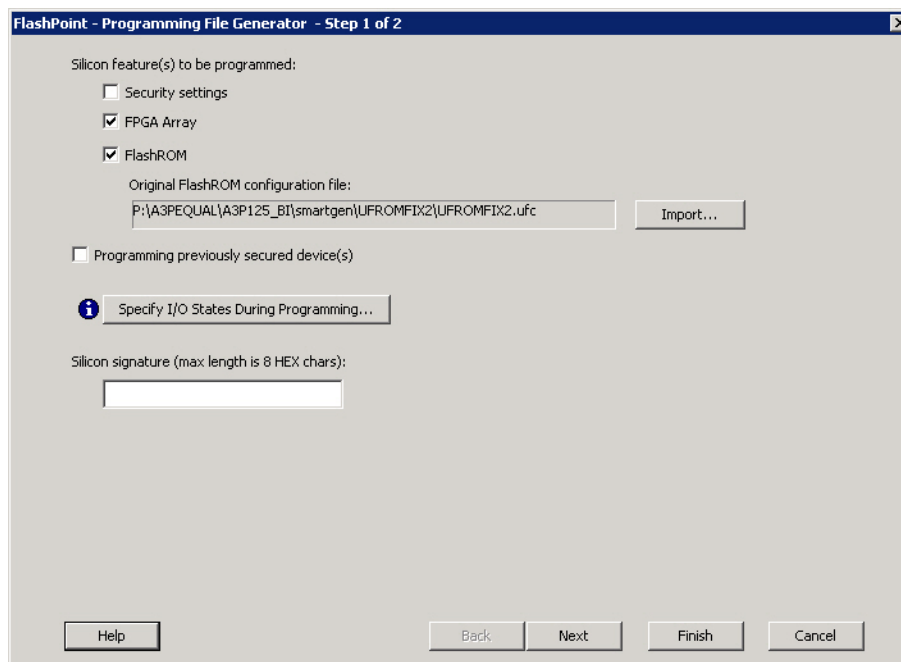 FlashPoint - Programming File Generator - Step 1 of 2
Silicon feature(s) to be programmed:
Security settings
FPGA Array
FlashROM
Original FlashROM configuration file:
P:\A3PEQUAL\A3P125_BI\smartgen\UFROMFIX2\UFROMFIX2.ufc
Import...
Programming previously secured device(s)
Specify I/O States During Programming...
Silicon signature (max length is 8 HEX chars):
Help Back Next Finish Cancel